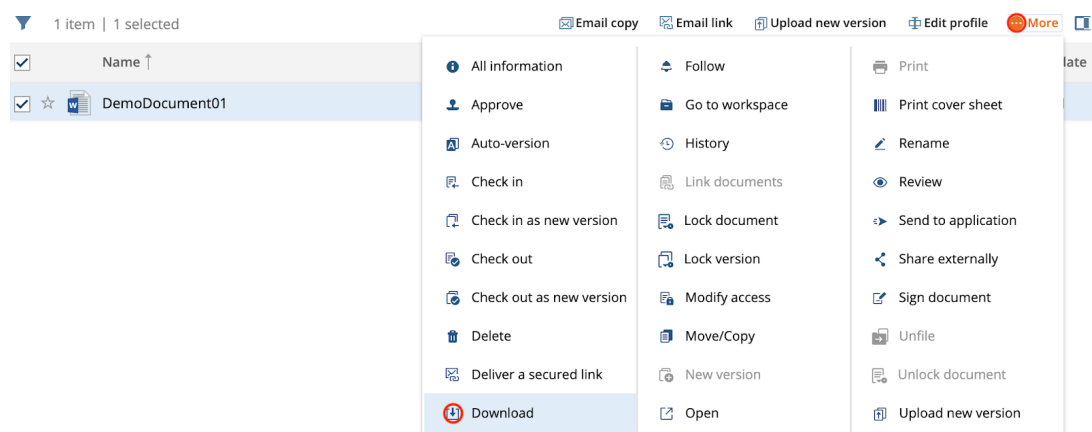 1 item | 1 selected
Email copy
Email link
Upload new version
Edit profile
More
Name
DemoDocument01
All information
Approve
Auto-version
Check in
Check in as new version
Check out
Check out as new version
Delete
Deliver a secured link
Download
Follow
Go to workspace
History
Link documents
Lock document
Lock version
Modify access
Move/Copy
New version
Open
Print
Print cover sheet
Rename
Review
Send to application
Share externally
Sign document
Unfile
Unlock document
Upload new version